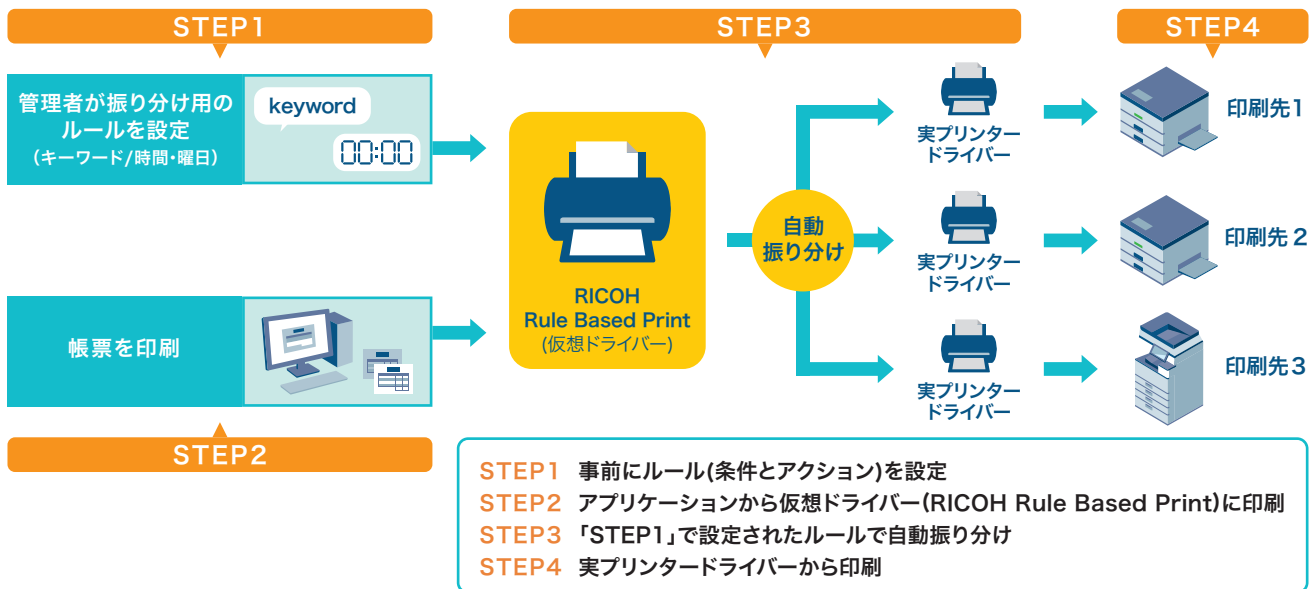 STEP1
管理者が振り分け用の
ルールを設定
(キーワード/時間・曜日)
keyword
00:00
帳票を印刷
STEP2
STEP3
RICOH
Rule Based Print
(仮想ドライバー)
自動
振り分け
実プリンター
ドライバー
実プリンター
ドライバー
実プリンター
ドライバー
STEP4
印刷先1
印刷先2
印刷先3
STEP1 事前にルール(条件とアクション)を設定
STEP2 アプリケーションから仮想ドライバー(RICOH Rule Based Print)に印刷
STEP3 「STEP1」で設定されたルールで自動振り分け
STEP4 実プリンタードライバーから印刷